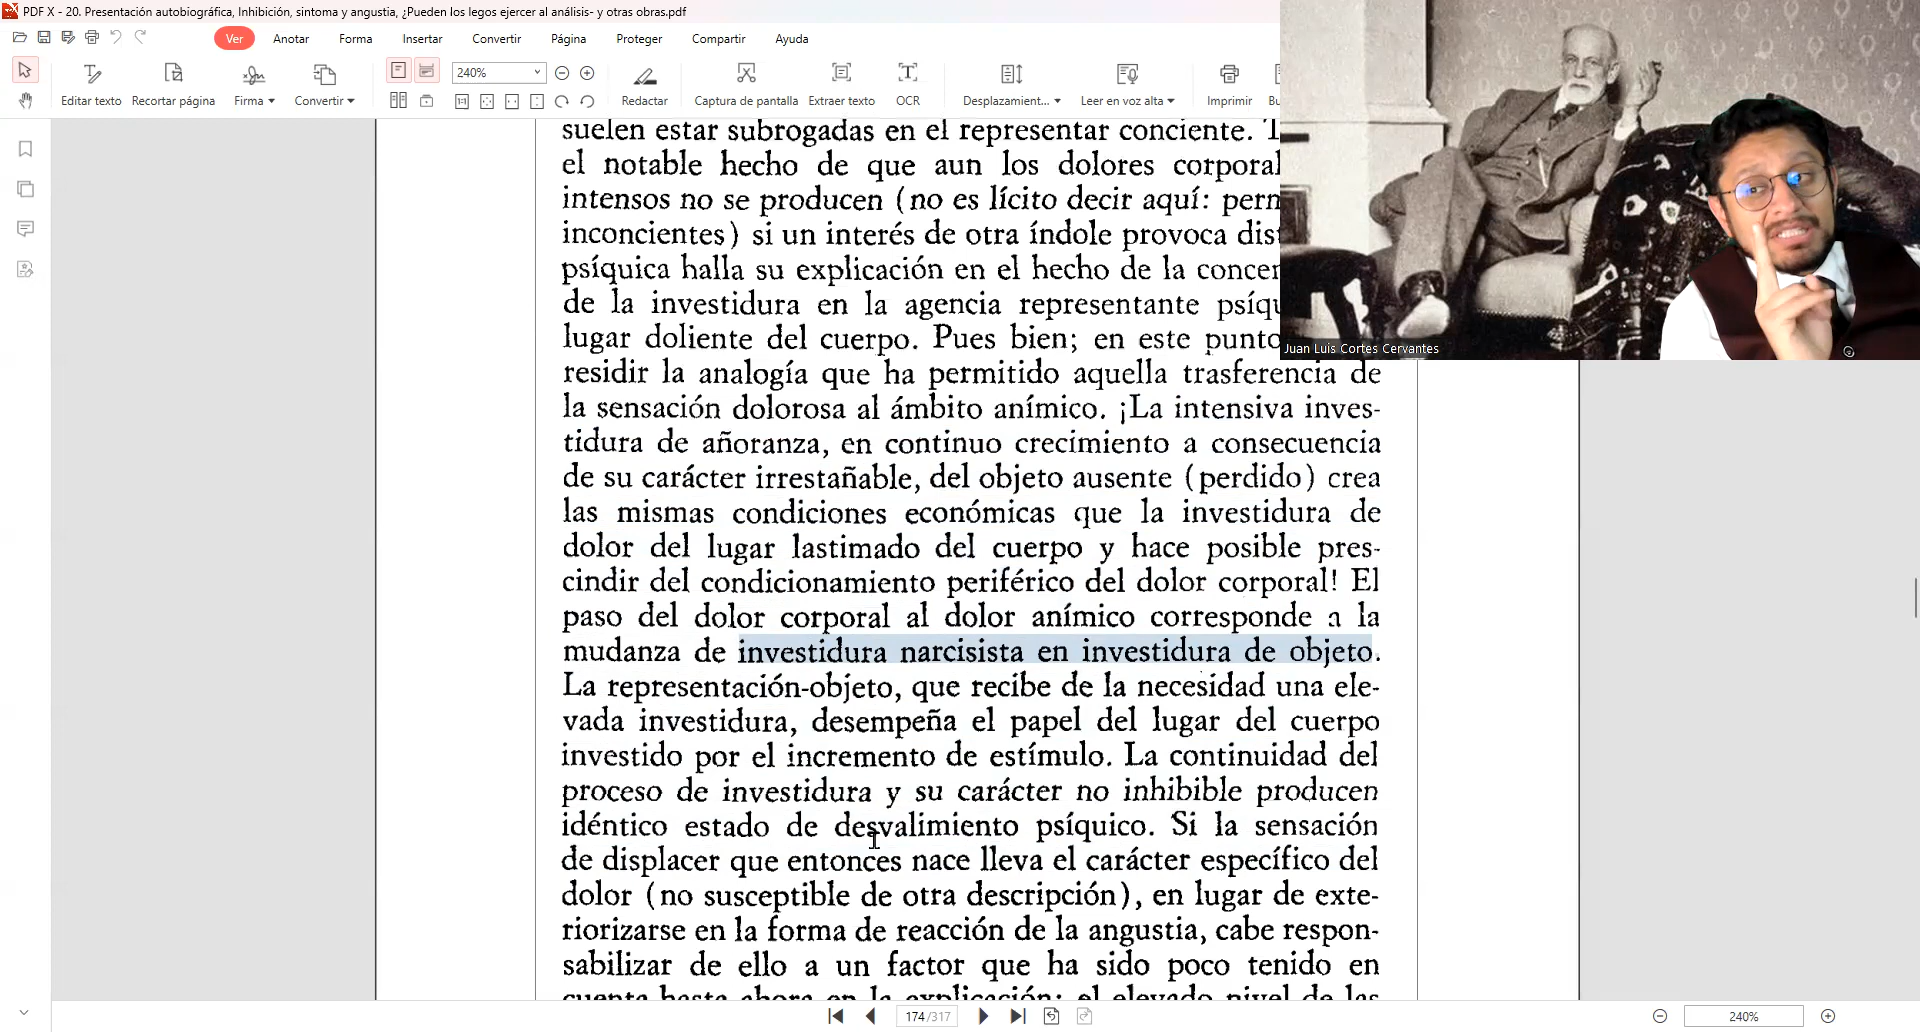 PDF X - 20. Presentación autobiográfica, Inhibición, sintoma y angustia, ¿Pueden los legos ejercer al análisis- y otras obras.pdf
Ver Anotar Forma Insertar Convertir Página Proteger Compartir Ayuda
240%
Editar texto Recortar página Firma Convertir Redactar Captura de pantalla Extraer texto OCR Desplazamient... Leer en voz alta Imprimir
suelen estar subrogadas en el representar conciente.
el notable hecho de que aun los dolores
intensos no se producen (no es lícito decir aquí:
inconcientes) si un interés de otra índole provoca
psíquica halla su explicación en el hecho de la
de la investidura en la agencia representante
lugar doliente del cuerpo. Pues bien; en este punto
residir la analogía que ha permitido aquella trasferencia de
la sensación dolorosa al ámbito anímico. ¡La intensiva inves-
tidura de añoranza, en continuo crecimiento a consecuencia
de su carácter irrestañable, del objeto ausente (perdido) crea
las mismas condiciones económicas que la investidura de
dolor del lugar lastimado del cuerpo y hace posible pres-
cindir del condicionamiento periférico del dolor corporal! El
paso del dolor corporal al dolor anímico corresponde a la
mudanza de investidura narcisista en investidura de objeto.
La representación-objeto, que recibe de la necesidad una ele-
vada investidura, desempeña el papel del lugar del cuerpo
investido por el incremento de estímulo. La continuidad del
proceso de investidura y su carácter no inhibible producen
idéntico estado de desvalimiento psíquico. Si la sensación
de displacer que entonces nace lleva el carácter específico del
dolor (no susceptible de otra descripción), en lugar de exte-
riorizarse en la forma de reacción de la angustia, cabe respon-
sabilizar de ello a un factor que ha sido poco tenido en
cuenta hasta ahora en la explicación: el elevado nivel de las
Juan Luis Cortes Cervantes
174/317
240%